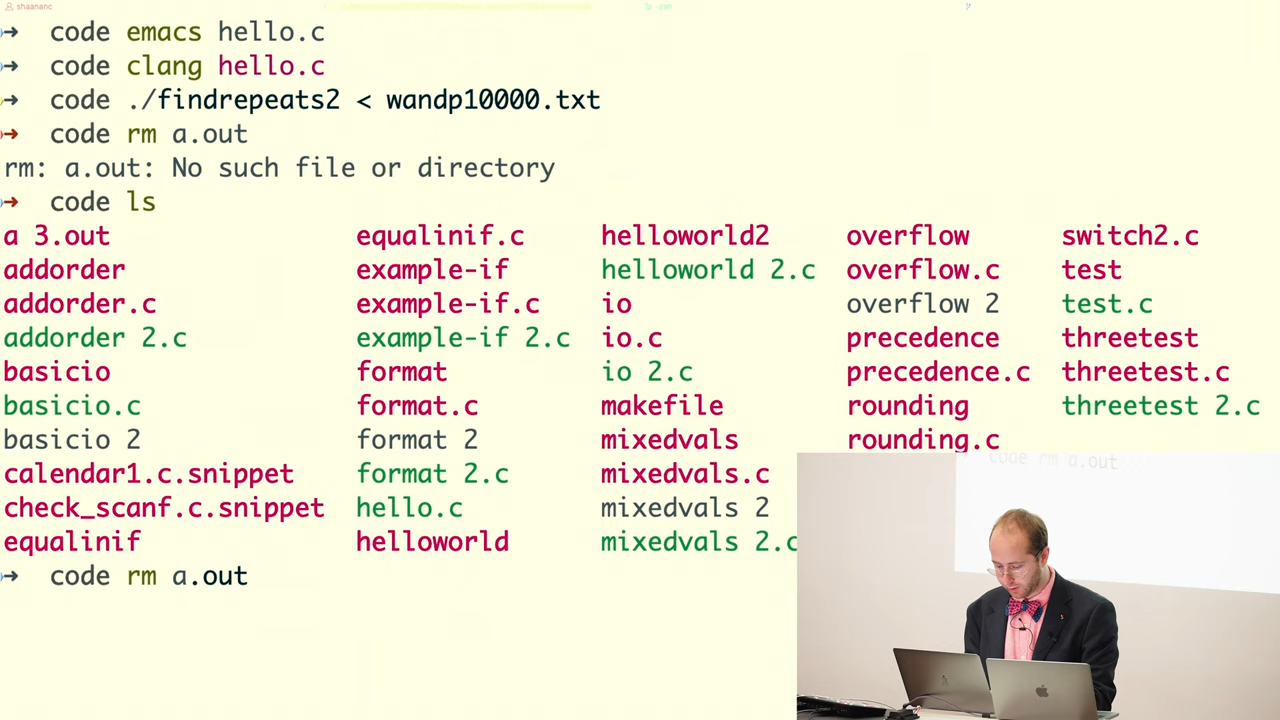 shaananc
→ code emacs hello.c
→ code clang hello.c
→ code ./findrepeats2 < wandp10000.txt
→ code rm a.out
rm: a.out: No such file or directory
→ code ls
a 3.out equalinif.c helloworld2 overflow switch2.c
addorder example-if helloworld 2.c overflow.c test
addorder.c example-if.c io overflow 2 test.c
addorder 2.c example-if 2.c io.c precedence threetest
basicio format io 2.c precedence.c threetest.c
basicio.c format.c makefile rounding threetest 2.c
basicio 2 format 2 mixedvals rounding.c
calendar1.c.snippet format 2.c mixedvals.c
check_scanf.c.snippet hello.c mixedvals 2
equalinif helloworld mixedvals 2.c
→ code rm a.out
code rm a.out